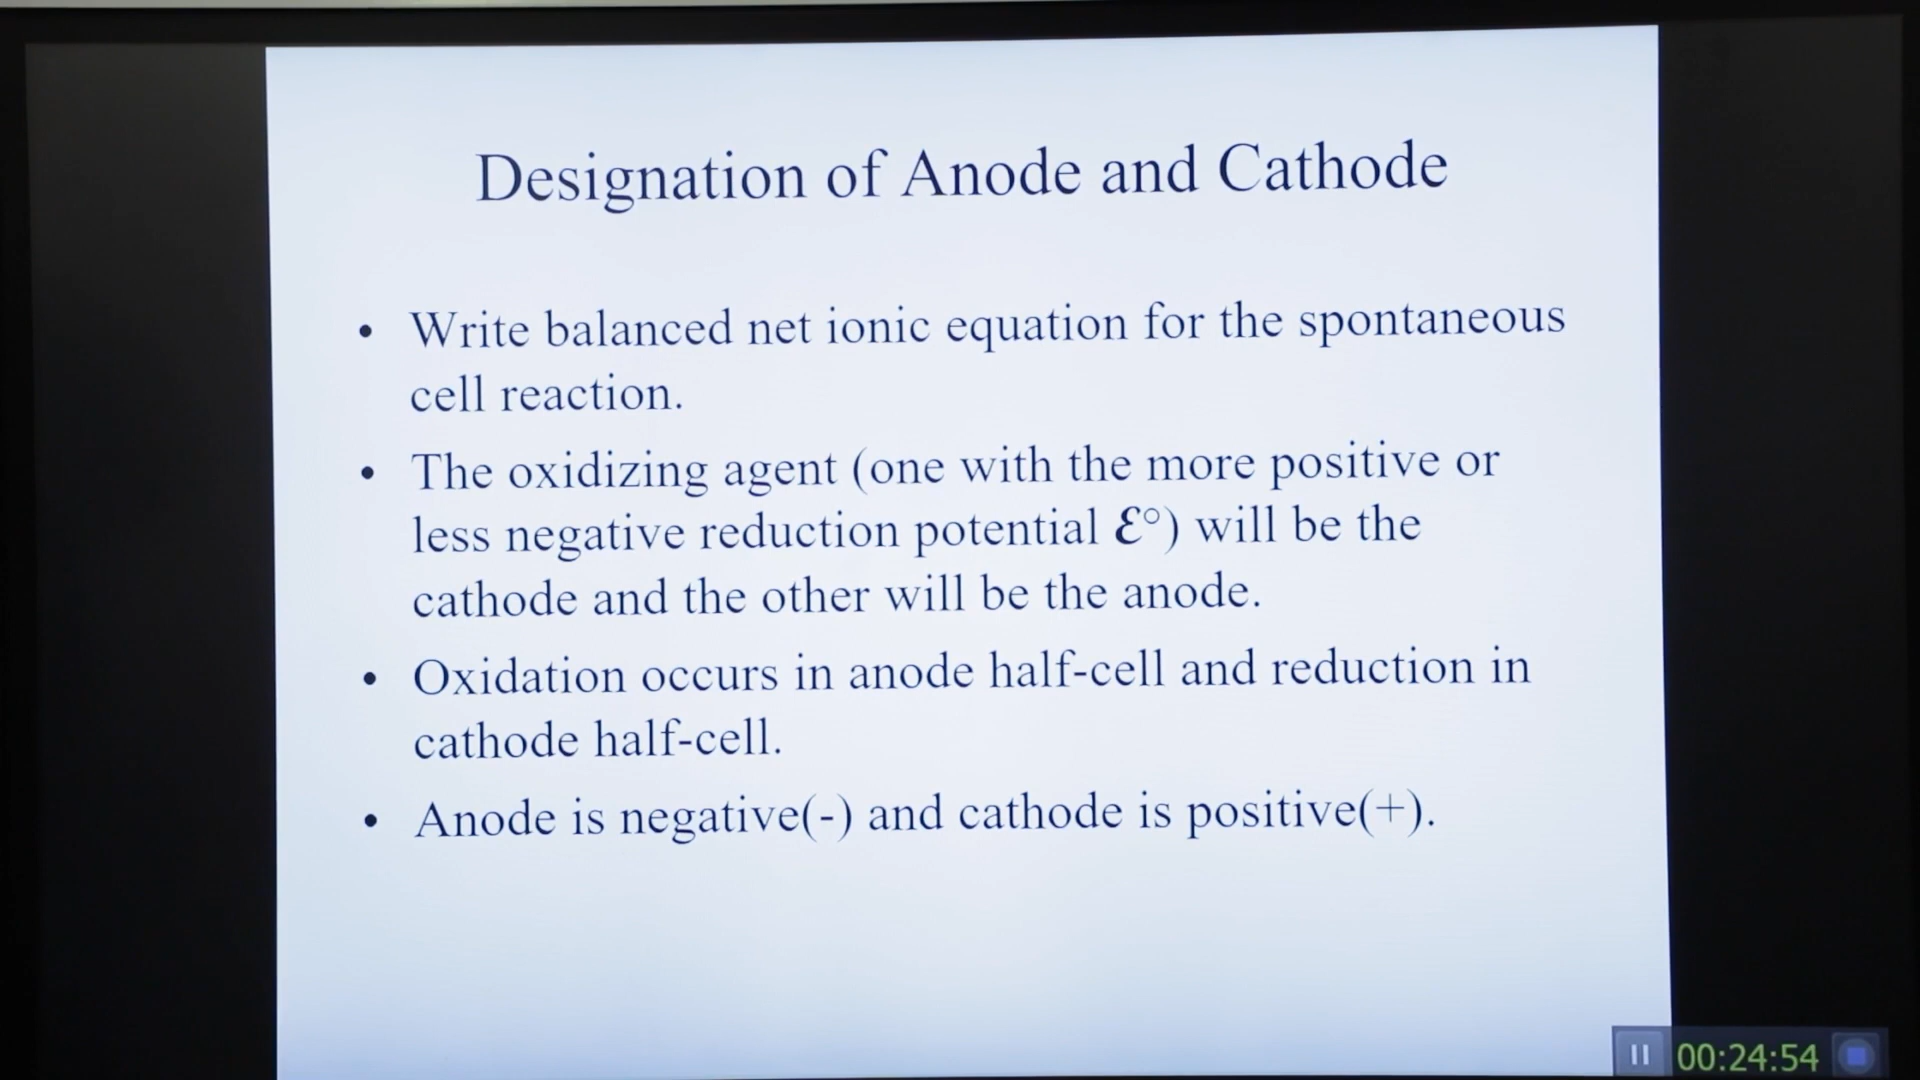 Designation of Anode and Cathode
• Write balanced net ionic equation for the spontaneous
cell reaction.
• The oxidizing agent (one with the more positive or
less negative reduction potential ℰ°) will be the
cathode and the other will be the anode.
• Oxidation occurs in anode half-cell and reduction in
cathode half-cell.
• Anode is negative(-) and cathode is positive(+).
00:24:54